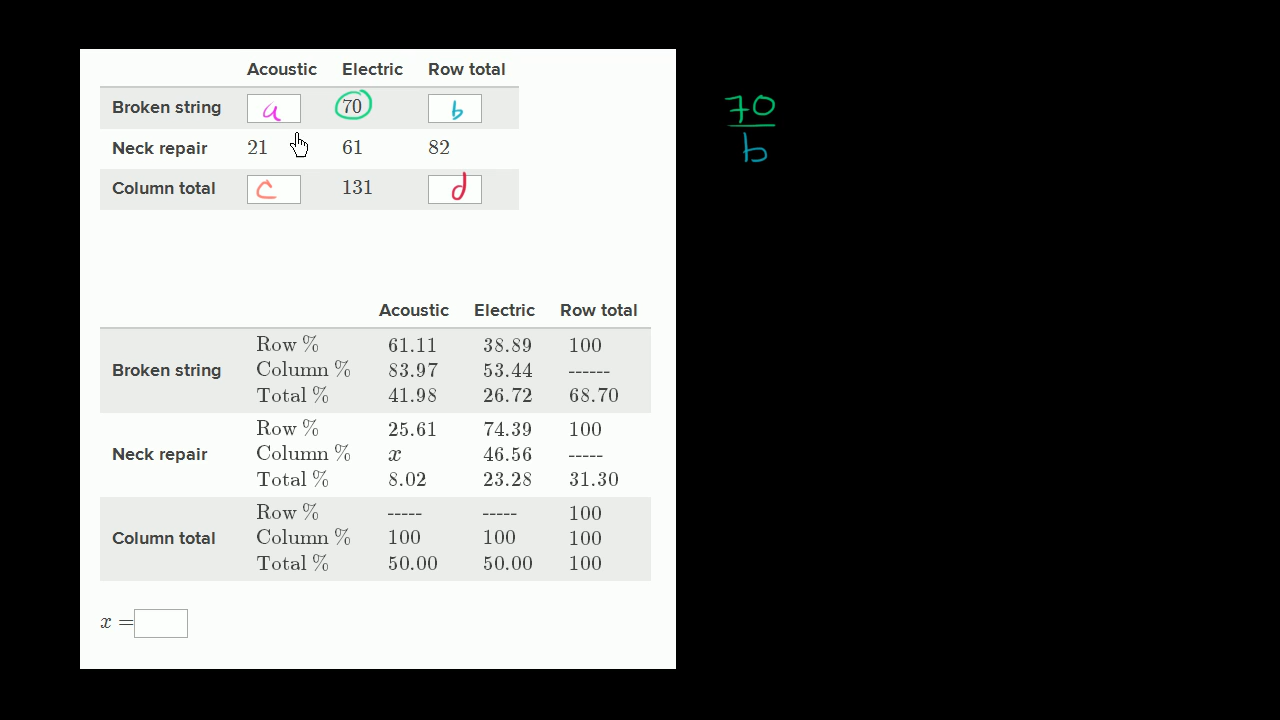 Acoustic Electric Row total
Broken string a 70 b
Neck repair 21 61 82
Column total c 131 d
70
b
Acoustic Electric Row total
Row % 61.11 38.89 100
Broken string Column % 83.97 53.44 ------
Total % 41.98 26.72 68.70
Row % 25.61 74.39 100
Neck repair Column % x 46.56 -----
Total % 8.02 23.28 31.30
Row % ----- ----- 100
Column total Column % 100 100 100
Total % 50.00 50.00 100
x =